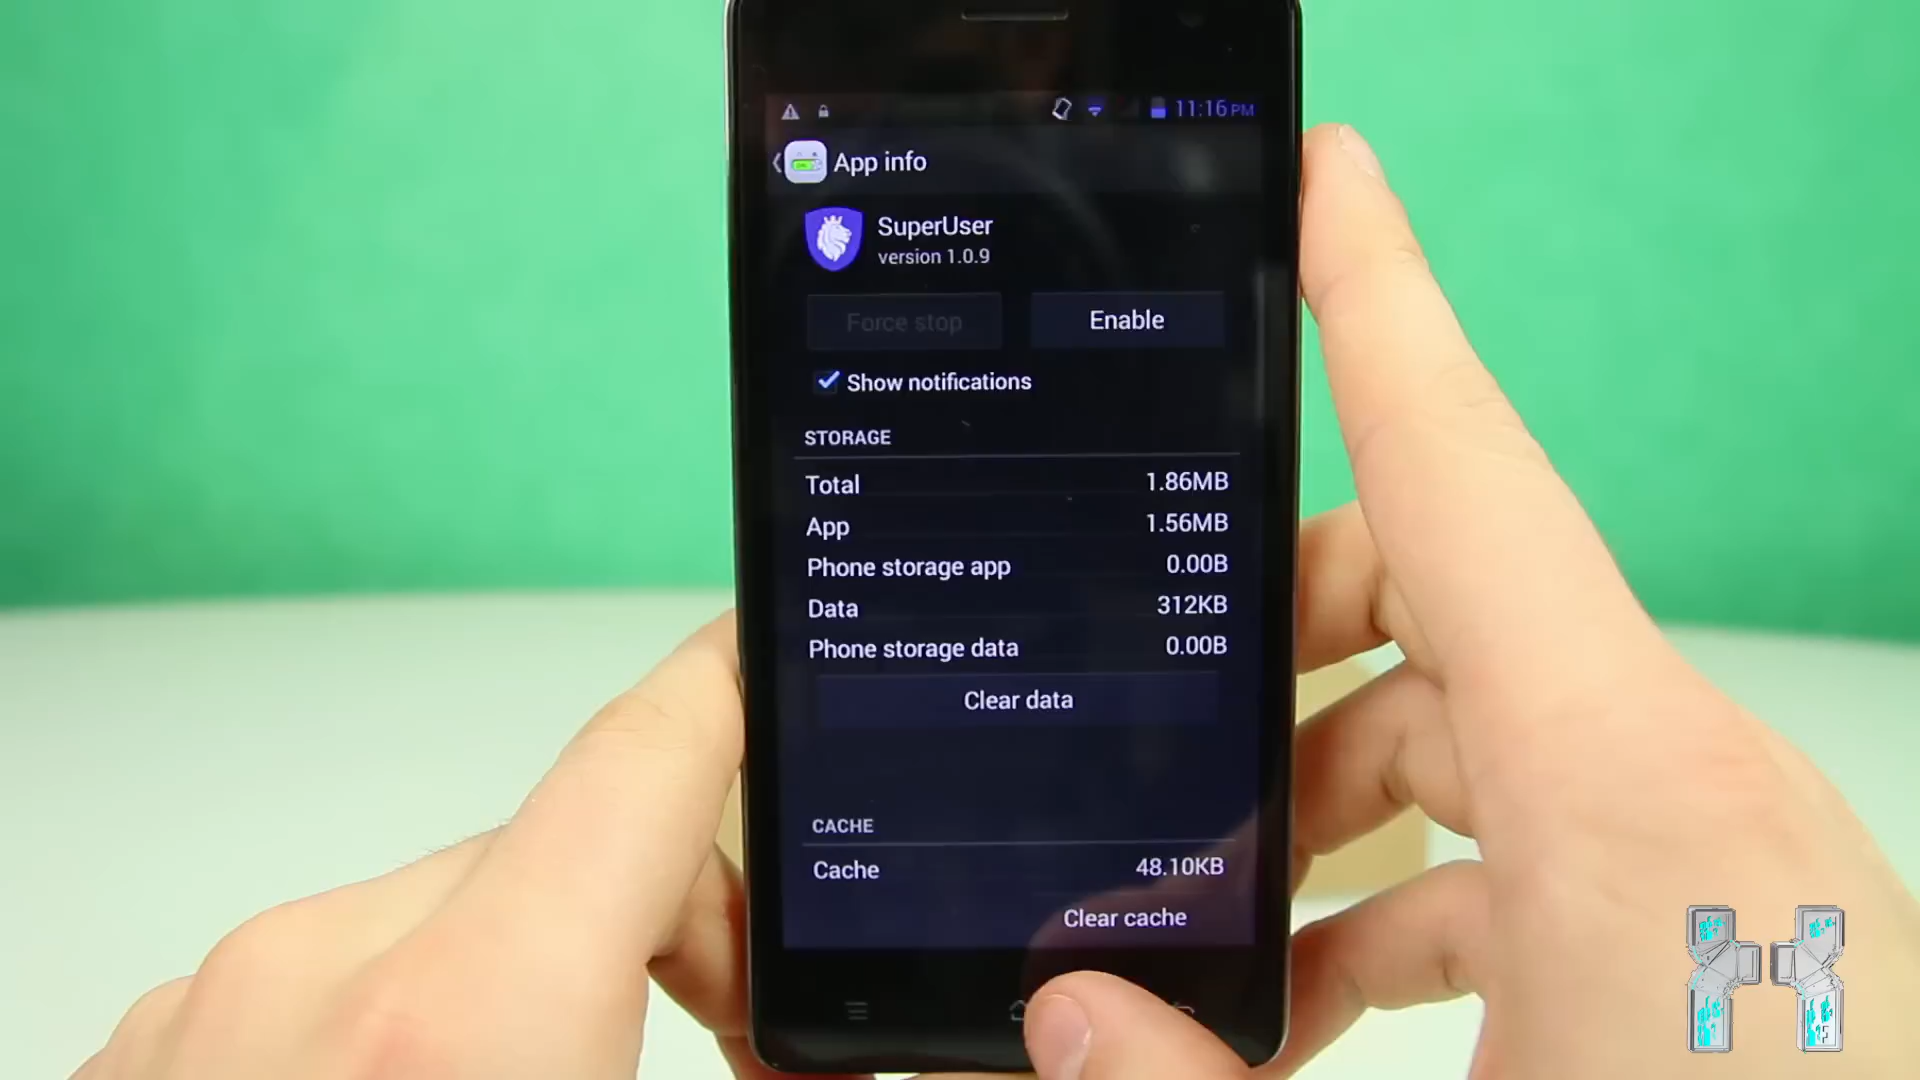 11:16 PM
App info
SuperUser
version 1.0.9
Force stop
Enable
Show notifications
STORAGE
Total 1.86MB
App 1.56MB
Phone storage app 0.00B
Data 312KB
Phone storage data 0.00B
Clear data
CACHE
Cache 48.10KB
Clear cache